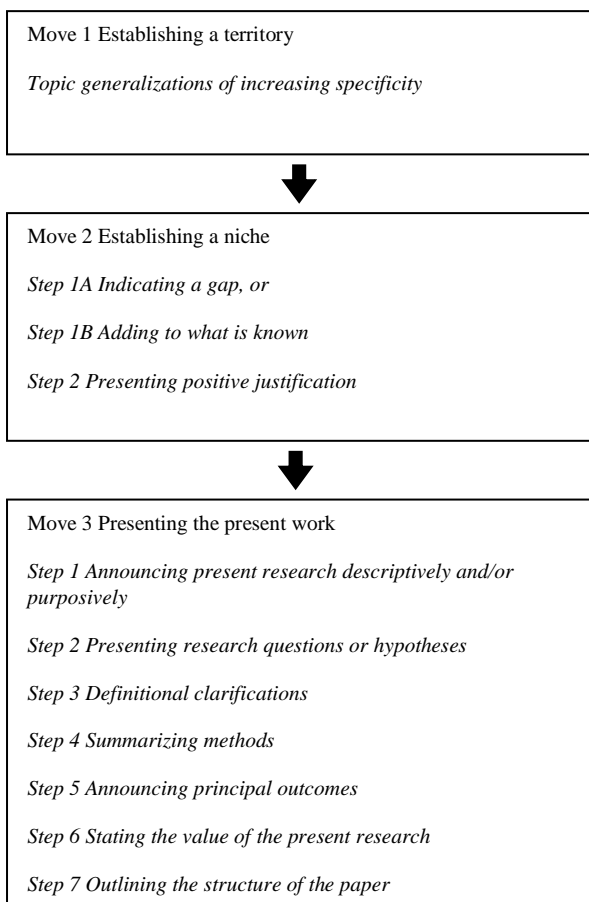 Move 1 Establishing a territory
Topic generalizations of increasing specificity
Move 2 Establishing a niche
Step 1A Indicating a gap, or
Step 1B Adding to what is known
Step 2 Presenting positive justification
Move 3 Presenting the present work
Step 1 Announcing present research descriptively and/or
purposively
Step 2 Presenting research questions or hypotheses
Step 3 Definitional clarifications
Step 4 Summarizing methods
Step 5 Announcing principal outcomes
Step 6 Stating the value of the present research
Step 7 Outlining the structure of the paper